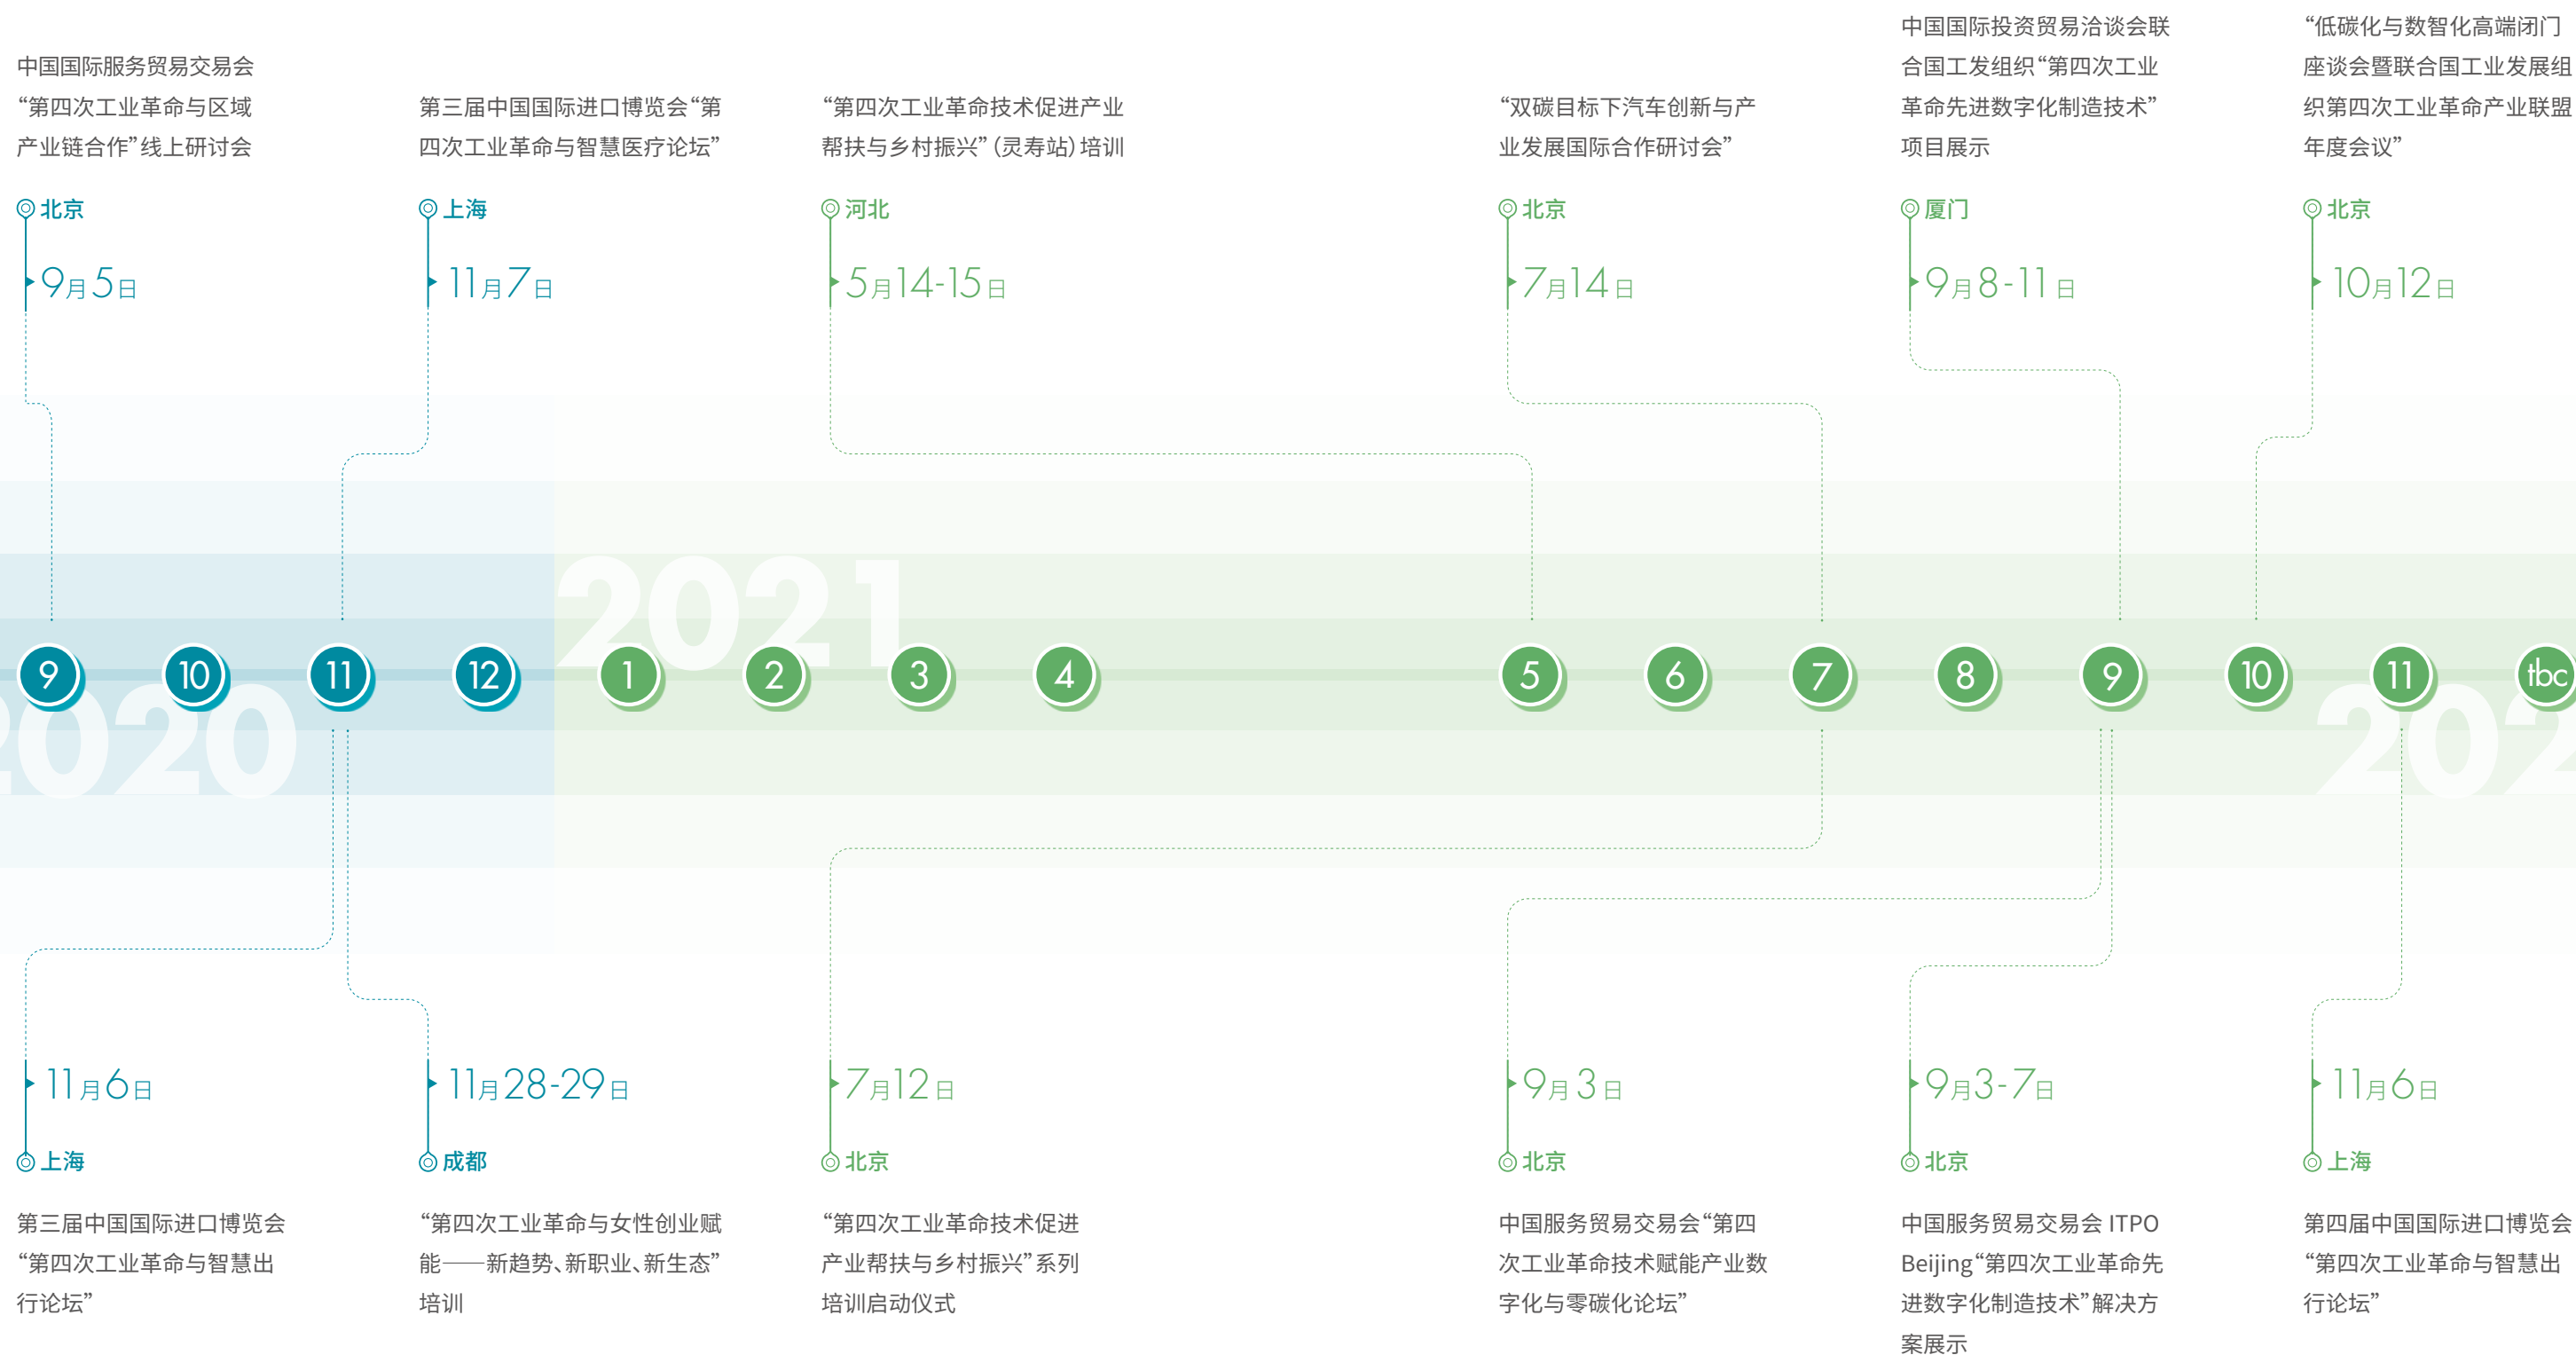 中国国际服务贸易交易会
“第四次工业革命与区域
产业链合作”线上研讨会
北京
9月5日
第三届中国国际进口博览会“第
四次工业革命与智慧医疗论坛”
上海
11月7日
“第四次工业革命技术促进产业
帮扶与乡村振兴”（灵寿站）培训
河北
5月14-15日
“双碳目标下汽车创新与产
业发展国际合作研讨会”
北京
7月14日
中国国际投资贸易洽谈会联
合国工发组织“第四次工业
革命先进数字化制造技术”
项目展示
厦门
9月8-11日
“低碳化与数智化高端闭门
座谈会暨联合国工业发展组
织第四次工业革命产业联盟
年度会议”
北京
10月12日
2021
9 10 11 12 1 2 3 4 5 6 7 8 9 10 11 tbc
2020
202
11月6日
上海
第三届中国国际进口博览会
“第四次工业革命与智慧出
行论坛”
11月28-29日
成都
“第四次工业革命与女性创业赋
能——新趋势、新职业、新生态”
培训
7月12日
北京
“第四次工业革命技术促进
产业帮扶与乡村振兴”系列
培训启动仪式
9月3日
北京
中国服务贸易交易会“第四
次工业革命技术赋能产业数
字化与零碳化论坛”
9月3-7日
北京
中国服务贸易交易会 ITPO
Beijing“第四次工业革命先
进数字化制造技术”解决方
案展示
11月6日
上海
第四届中国国际进口博览会
“第四次工业革命与智慧出
行论坛”